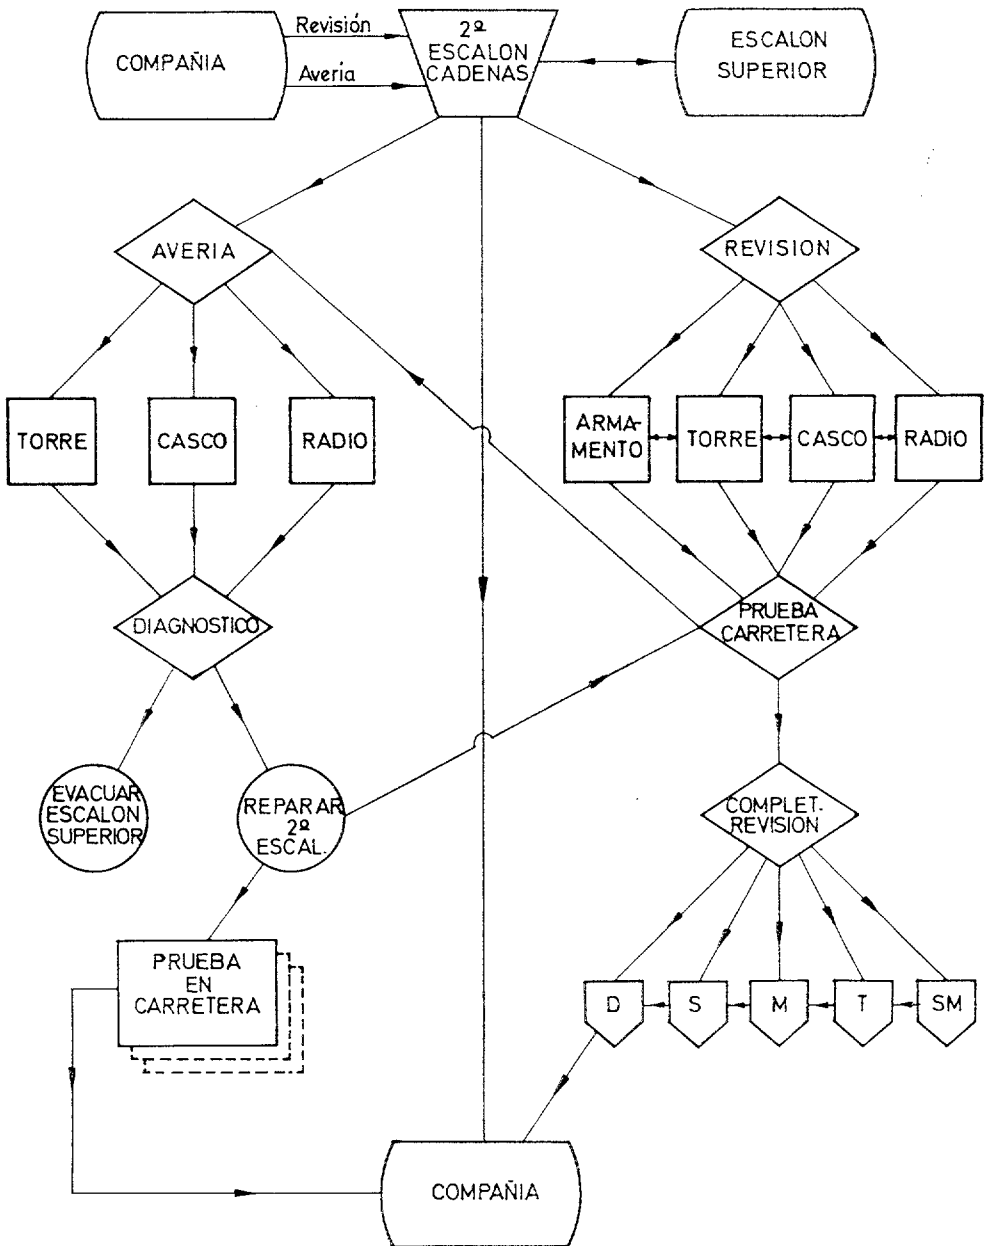 COMPAÑIA
Revisión
Avería
2º
ESCALON
CADENAS
ESCALON
SUPERIOR
AVERIA
REVISION
TORRE
CASCO
RADIO
ARMA-
MENTO
TORRE
CASCO
RADIO
DIAGNOSTICO
PRUEBA
CARRETERA
EVACUAR
ESCALON
SUPERIOR
REPARAR
2º
ESCAL.
COMPLET.
REVISION
PRUEBA
EN
CARRETERA
D
S
M
T
SM
COMPAÑIA